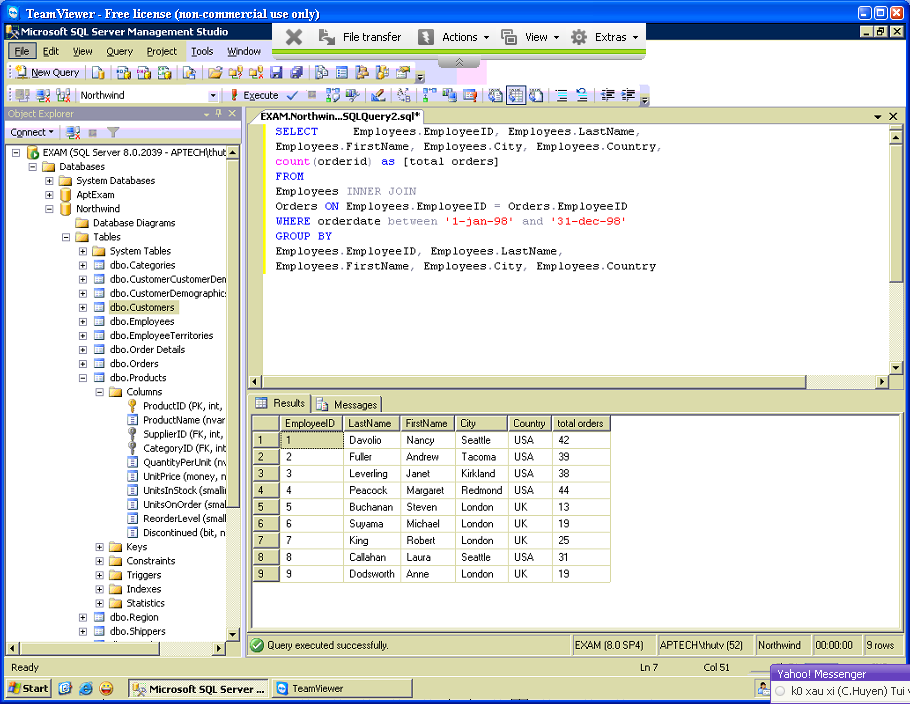 TeamViewer - Free license (non-commercial use only)
Microsoft SQL Server Management Studio
File transfer
Actions
View
Extras
File Edit View Query Project Tools Window
New Query
Northwind
Execute
Object Explorer
Connect
EXAM (SQL Server 8.0.2039 - APTECH\thut
Databases
System Databases
AptExam
Northwind
Database Diagrams
Tables
System Tables
dbo.Categories
dbo.CustomerCustomerDen
dbo.CustomerDemographics
dbo.Customers
dbo.Employees
dbo.EmployeeTerritories
dbo.Order Details
dbo.Orders
dbo.Products
Columns
ProductID (PK, int,
ProductName (nvar
SupplierID (FK, int
CategoryID (FK, int
QuantityPerUnit (nv
UnitPrice (money, n
UnitsInStock (smalli
UnitsOnOrder (smal
ReorderLevel (small
Discontinued (bit, n
Keys
Constraints
Triggers
Indexes
Statistics
dbo.Region
dbo.Shippers
EXAM.Northwin...SQLQuery2.sql*
SELECT Employees.EmployeeID, Employees.LastName,
Employees.FirstName, Employees.City, Employees.Country,
count(orderid) as [total orders]
FROM
Employees INNER JOIN
Orders ON Employees.EmployeeID = Orders.EmployeeID
WHERE orderdate between '1-jan-98' and '31-dec-98'
GROUP BY
Employees.EmployeeID, Employees.LastName,
Employees.FirstName, Employees.City, Employees.Country
Results
Messages
EmployeeID LastName FirstName City Country total orders
1 1 Davolio Nancy Seattle USA 42
2 2 Fuller Andrew Tacoma USA 39
3 3 Leverling Janet Kirkland USA 38
4 4 Peacock Margaret Redmond USA 44
5 5 Buchanan Steven London UK 13
6 6 Suyama Michael London UK 19
7 7 King Robert London UK 25
8 8 Callahan Laura Seattle USA 31
9 9 Dodsworth Anne London UK 19
Query executed successfully.
EXAM (8.0 SP4)
APTECH\thutv (52)
Northwind
00:00:00
9 rows
Ready
Ln 7
Col 51
Start
Microsoft SQL Server ...
TeamViewer
Yahoo! Messenger
k0 xau xi (C.Huyen) Tui v